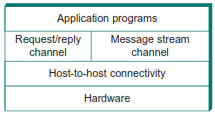 Application programs
Request/reply
channel
Message stream
channel
Host-to-host connectivity
Hardware